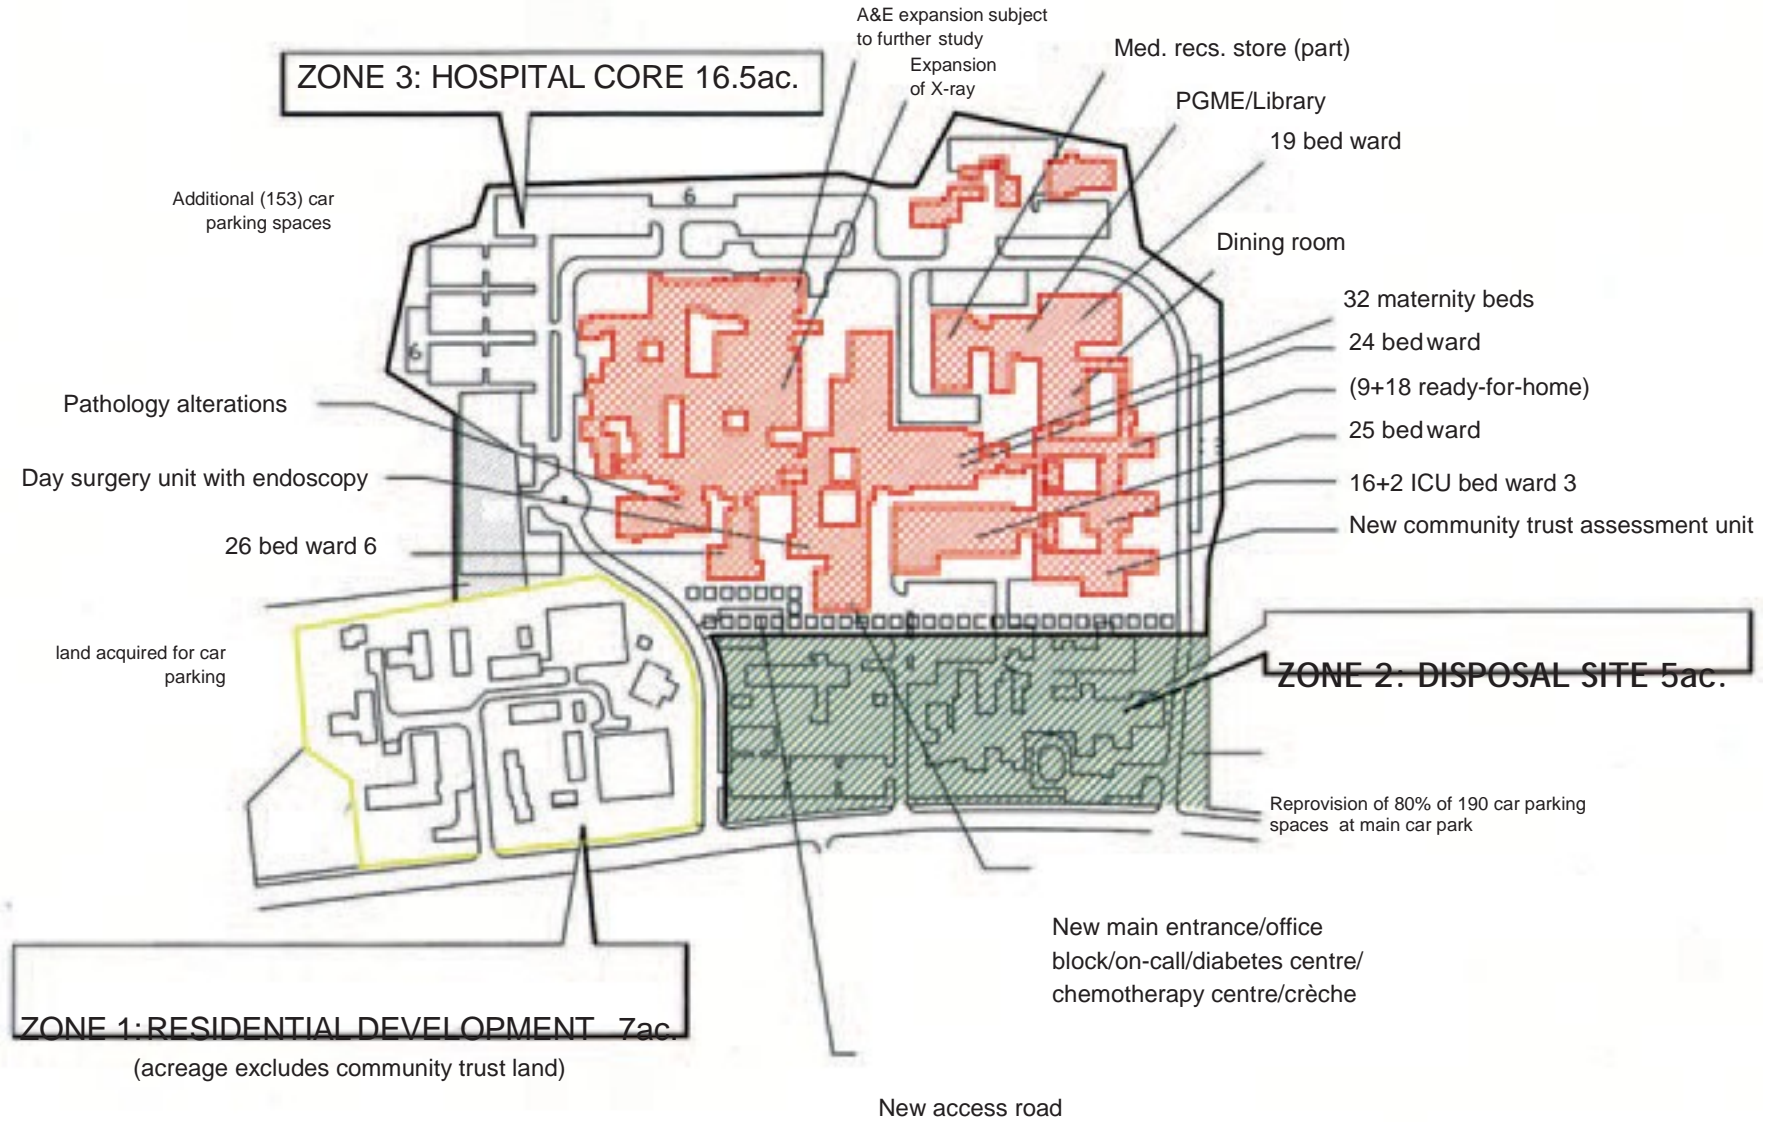 A&E expansion subject
to further study
Expansion
of X-ray
Med. recs. store (part)
ZONE 3: HOSPITAL CORE 16.5ac.
PGME/Library
19 bed ward
Additional (153) car
parking spaces
6
Dining room
32 maternity beds
24 bed ward
6
(9+18 ready-for-home)
Pathology alterations
25 bed ward
Day surgery unit with endoscopy
16+2 ICU bed ward 3
New community trust assessment unit
26 bed ward 6
land acquired for car
parking
ZONE 2: DISPOSAL SITE 5ac.
Reprovision of 80% of 190 car parking
spaces at main car park
New main entrance/office
block/on-call/diabetes centre/
chemotherapy centre/crèche
ZONE 1: RESIDENTIAL DEVELOPMENT 7ac.
(acreage excludes community trust land)
New access road